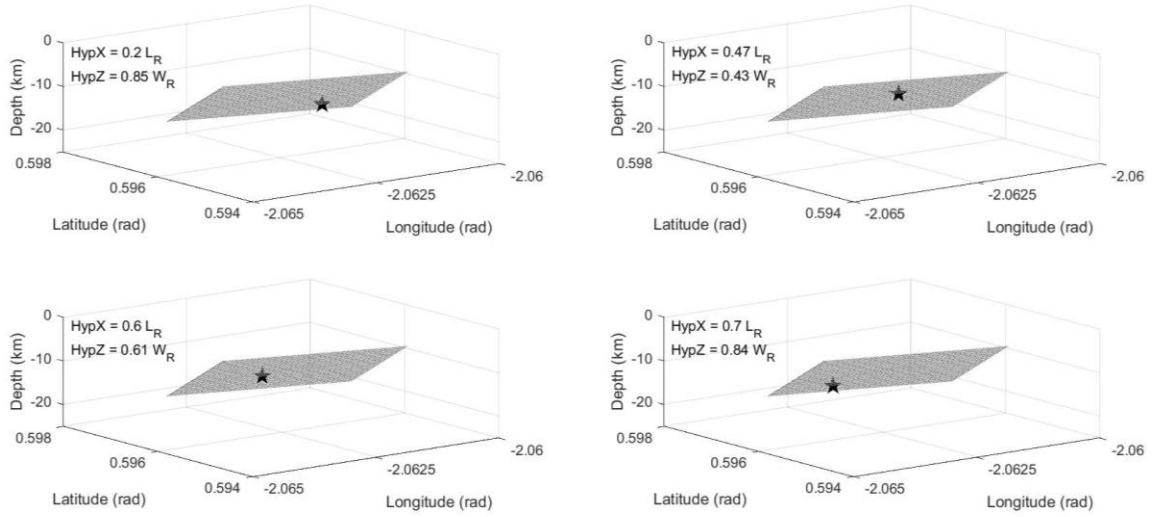 0
HypX = 0.2 L_R
HypZ = 0.85 W_R
-10
-20
Depth (km)
0.598
0.596
0.594
Latitude (rad)
-2.065
-2.0625
-2.06
Longitude (rad)
0
HypX = 0.47 L_R
HypZ = 0.43 W_R
-10
-20
Depth (km)
0.598
0.596
0.594
Latitude (rad)
-2.065
-2.0625
-2.06
Longitude (rad)
0
HypX = 0.6 L_R
HypZ = 0.61 W_R
-10
-20
Depth (km)
0.598
0.596
0.594
Latitude (rad)
-2.065
-2.0625
-2.06
Longitude (rad)
0
HypX = 0.7 L_R
HypZ = 0.84 W_R
-10
-20
Depth (km)
0.598
0.596
0.594
Latitude (rad)
-2.065
-2.0625
-2.06
Longitude (rad)